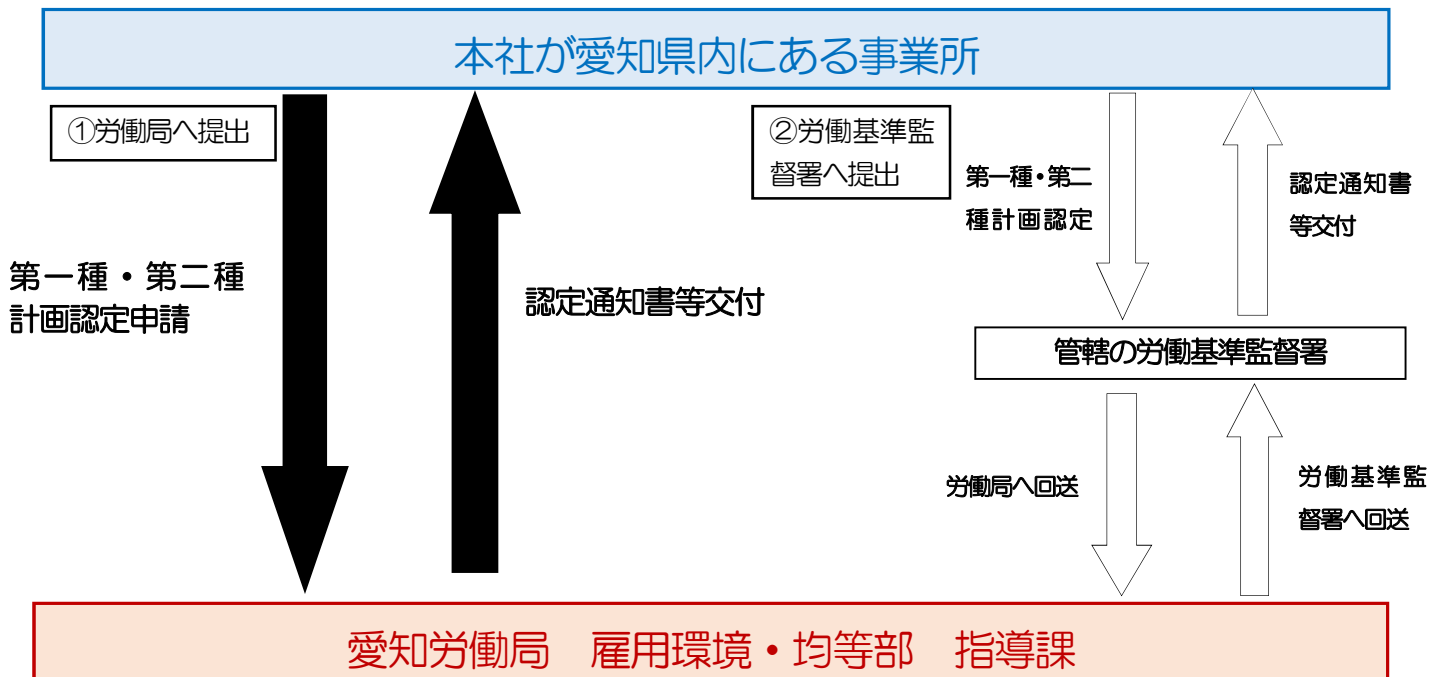 本社が愛知県内にある事業所
①労働局へ提出
第一種・第二種
計画認定申請
認定通知書等交付
②労働基準監
督署へ提出
第一種・第二
種計画認定
認定通知書
等交付
管轄の労働基準監督署
労働局へ回送
労働基準監
督署へ回送
愛知労働局　雇用環境・均等部　指導課